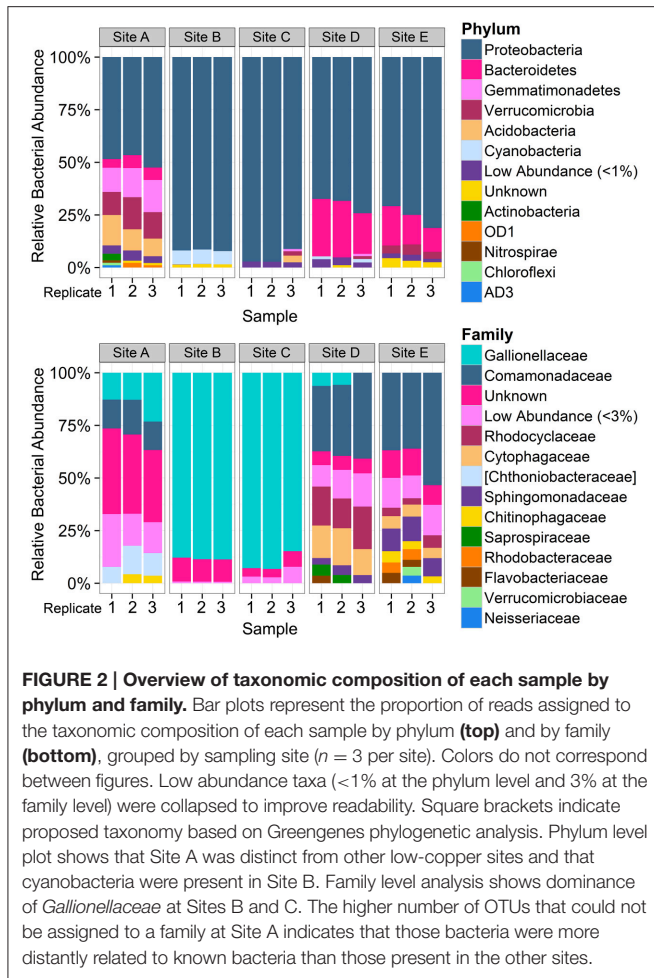 Site A Site B Site C Site D Site E
Relative Bacterial Abundance
100%
75%
50%
25%
0%
Replicate 1 2 3 1 2 3 1 2 3 1 2 3 1 2 3
Sample
Phylum
Proteobacteria
Bacteroidetes
Gemmatimonadetes
Verrucomicrobia
Acidobacteria
Cyanobacteria
Low Abundance (<1%)
Unknown
Actinobacteria
OD1
Nitrospirae
Chloroflexi
AD3
Site A Site B Site C Site D Site E
Relative Bacterial Abundance
100%
75%
50%
25%
0%
Replicate 1 2 3 1 2 3 1 2 3 1 2 3 1 2 3
Sample
Family
Gallionellaceae
Comamonadaceae
Unknown
Low Abundance (<3%)
Rhodocyclaceae
Cytophagaceae
[Chthoniobacteraceae]
Sphingomonadaceae
Chitinophagaceae
Saprospiraceae
Rhodobacteraceae
Flavobacteriaceae
Verrucomicrobiaceae
Neisseriaceae
FIGURE 2 | Overview of taxonomic composition of each sample by
phylum and family. Bar plots represent the proportion of reads assigned to
the taxonomic composition of each sample by phylum (top) and by family
(bottom), grouped by sampling site (n = 3 per site). Colors do not correspond
between figures. Low abundance taxa (<1% at the phylum level and 3% at the
family level) were collapsed to improve readability. Square brackets indicate
proposed taxonomy based on Greengenes phylogenetic analysis. Phylum level
plot shows that Site A was distinct from other low-copper sites and that
cyanobacteria were present in Site B. Family level analysis shows dominance
of Gallionellaceae at Sites B and C. The higher number of OTUs that could not
be assigned to a family at Site A indicates that those bacteria were more
distantly related to known bacteria than those present in the other sites.